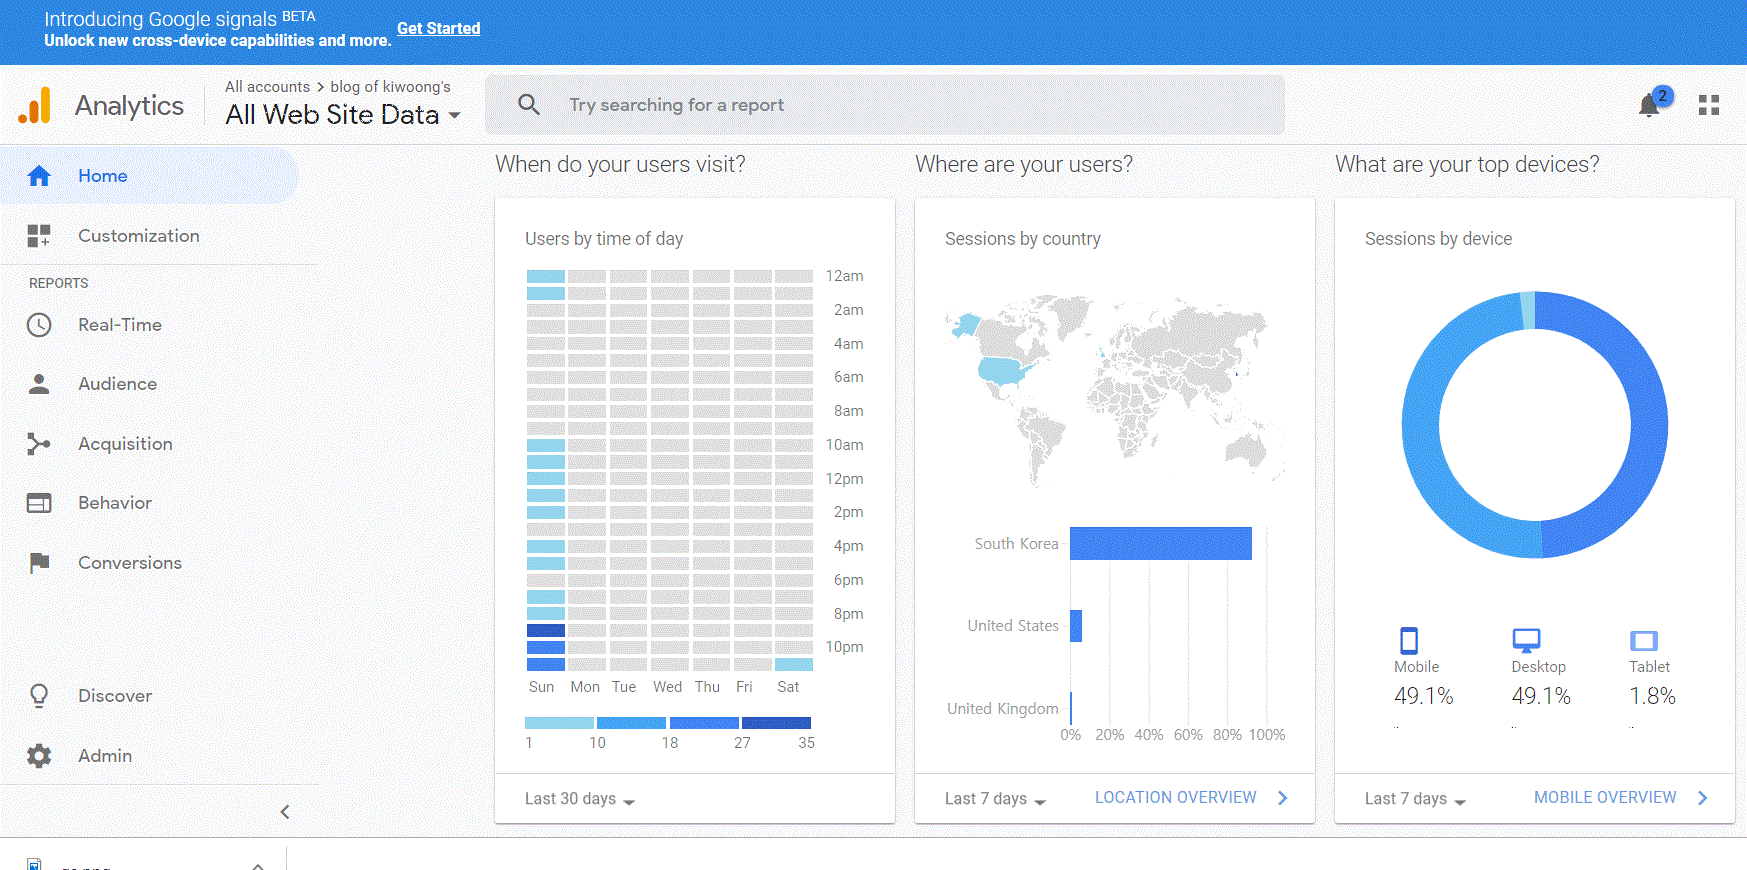 Introducing Google signals BETA
Unlock new cross-device capabilities and more. Get Started
Analytics
All accounts > blog of kiwoong's
All Web Site Data
Try searching for a report
2
Home
Customization
REPORTS
Real-Time
Audience
Acquisition
Behavior
Conversions
Discover
Admin
When do your users visit?
Users by time of day
12am
2am
4am
6am
8am
10am
12pm
2pm
4pm
6pm
8pm
10pm
Sun Mon Tue Wed Thu Fri Sat
1 10 18 27 35
Last 30 days
Where are your users?
Sessions by country
South Korea
United States
United Kingdom
0% 20% 40% 60% 80% 100%
Last 7 days LOCATION OVERVIEW
What are your top devices?
Sessions by device
Mobile Desktop Tablet
49.1% 49.1% 1.8%
Last 7 days MOBILE OVERVIEW